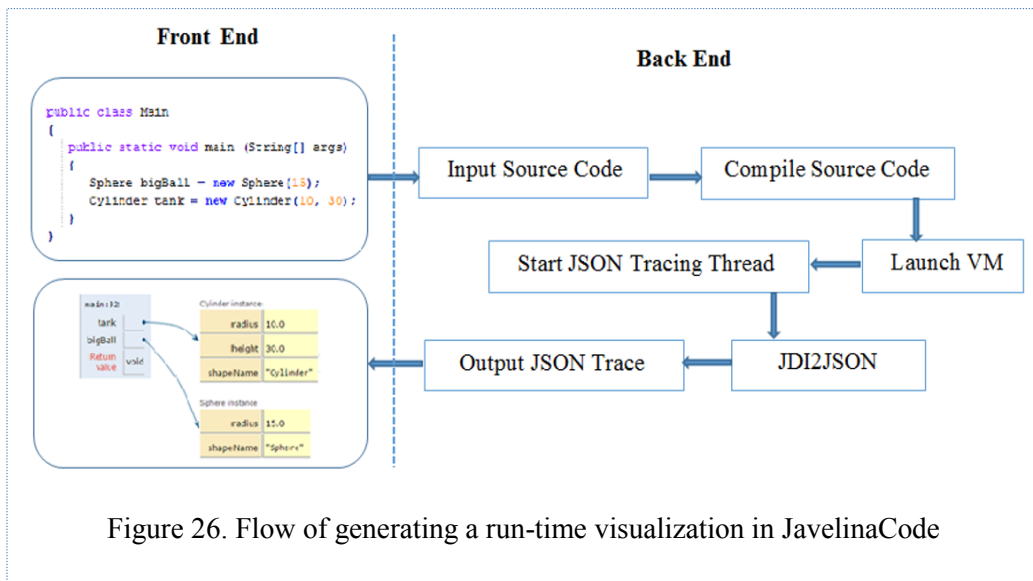 Front End
Back End
public class Main
{
public static void main (String[] args)
{
Sphere bigBall = new Sphere(15);
Cylinder tank = new Cylinder(10, 30);
}
}
Input Source Code
Compile Source Code
Start JSON Tracing Thread
Launch VM
Output JSON Trace
JDI2JSON
main:32
tank
bigBall
Return value
void
Cylinder instance
radius 10.0
height 30.0
shapeName "Cylinder"
Sphere instance
radius 15.0
shapeName "Sphere"
Figure 26. Flow of generating a run-time visualization in JavelinaCode